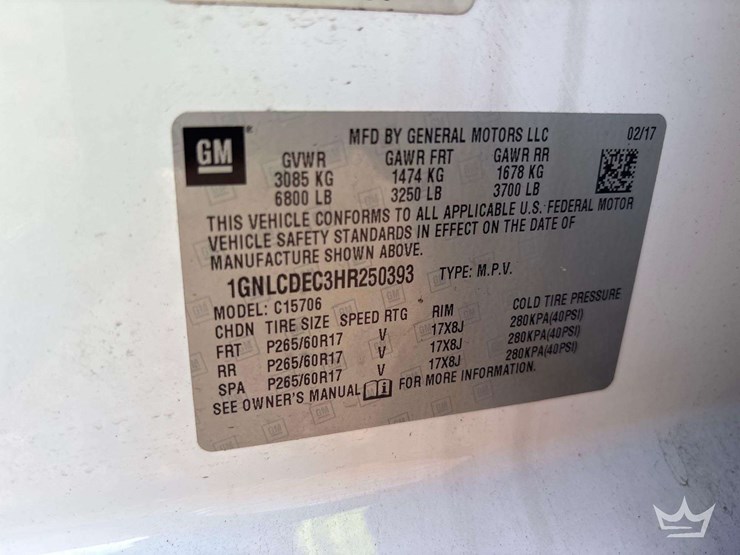 GM
MFD BY GENERAL MOTORS LLC 02/17
GVWR GAWR FRT GAWR RR
3085 KG 1474 KG 1678 KG
6800 LB 3250 LB 3700 LB
THIS VEHICLE CONFORMS TO ALL APPLICABLE U.S. FEDERAL MOTOR
VEHICLE SAFETY STANDARDS IN EFFECT ON THE DATE OF
MANUFACTURE SHOWN ABOVE.
1GNLCDEC3HR250393 TYPE: M.P.V.
MODEL: C15706
CHDN TIRE SIZE SPEED RTG RIM COLD TIRE PRESSURE
FRT P265/60R17 V 17X8J 280KPA(40PSI)
RR P265/60R17 V 17X8J 280KPA(40PSI)
SPA P265/60R17 V 17X8J 280KPA(40PSI)
SEE OWNER'S MANUAL FOR MORE INFORMATION.